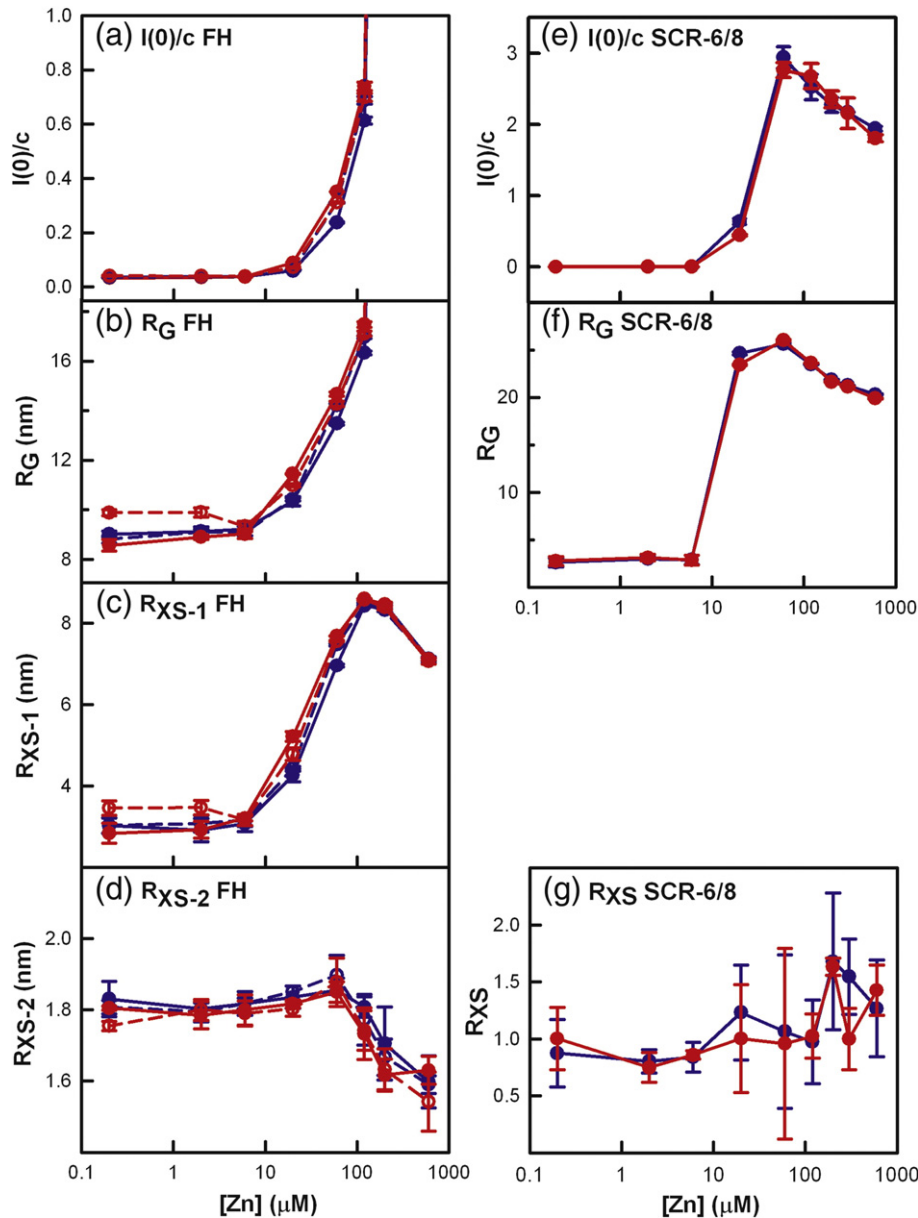 (a) I(0)/c FH
I(0)/c
1.0
0.8
0.6
0.4
0.2
0.0
(b) RG FH
RG (nm)
16
12
8
(c) RXS-1 FH
RXS-1 (nm)
8
4
(d) RXS-2 FH
RXS-2 (nm)
2.0
1.8
1.6
0.1 1 10 100 1000
[Zn] (μM)
(e) I(0)/c SCR-6/8
I(0)/c
3
2
1
0
(f) RG SCR-6/8
RG
20
10
0.1 1 10 100 1000
(g) RXS SCR-6/8
RXS
2.0
1.5
1.0
0.5
0.1 1 10 100 1000
[Zn] (μM)